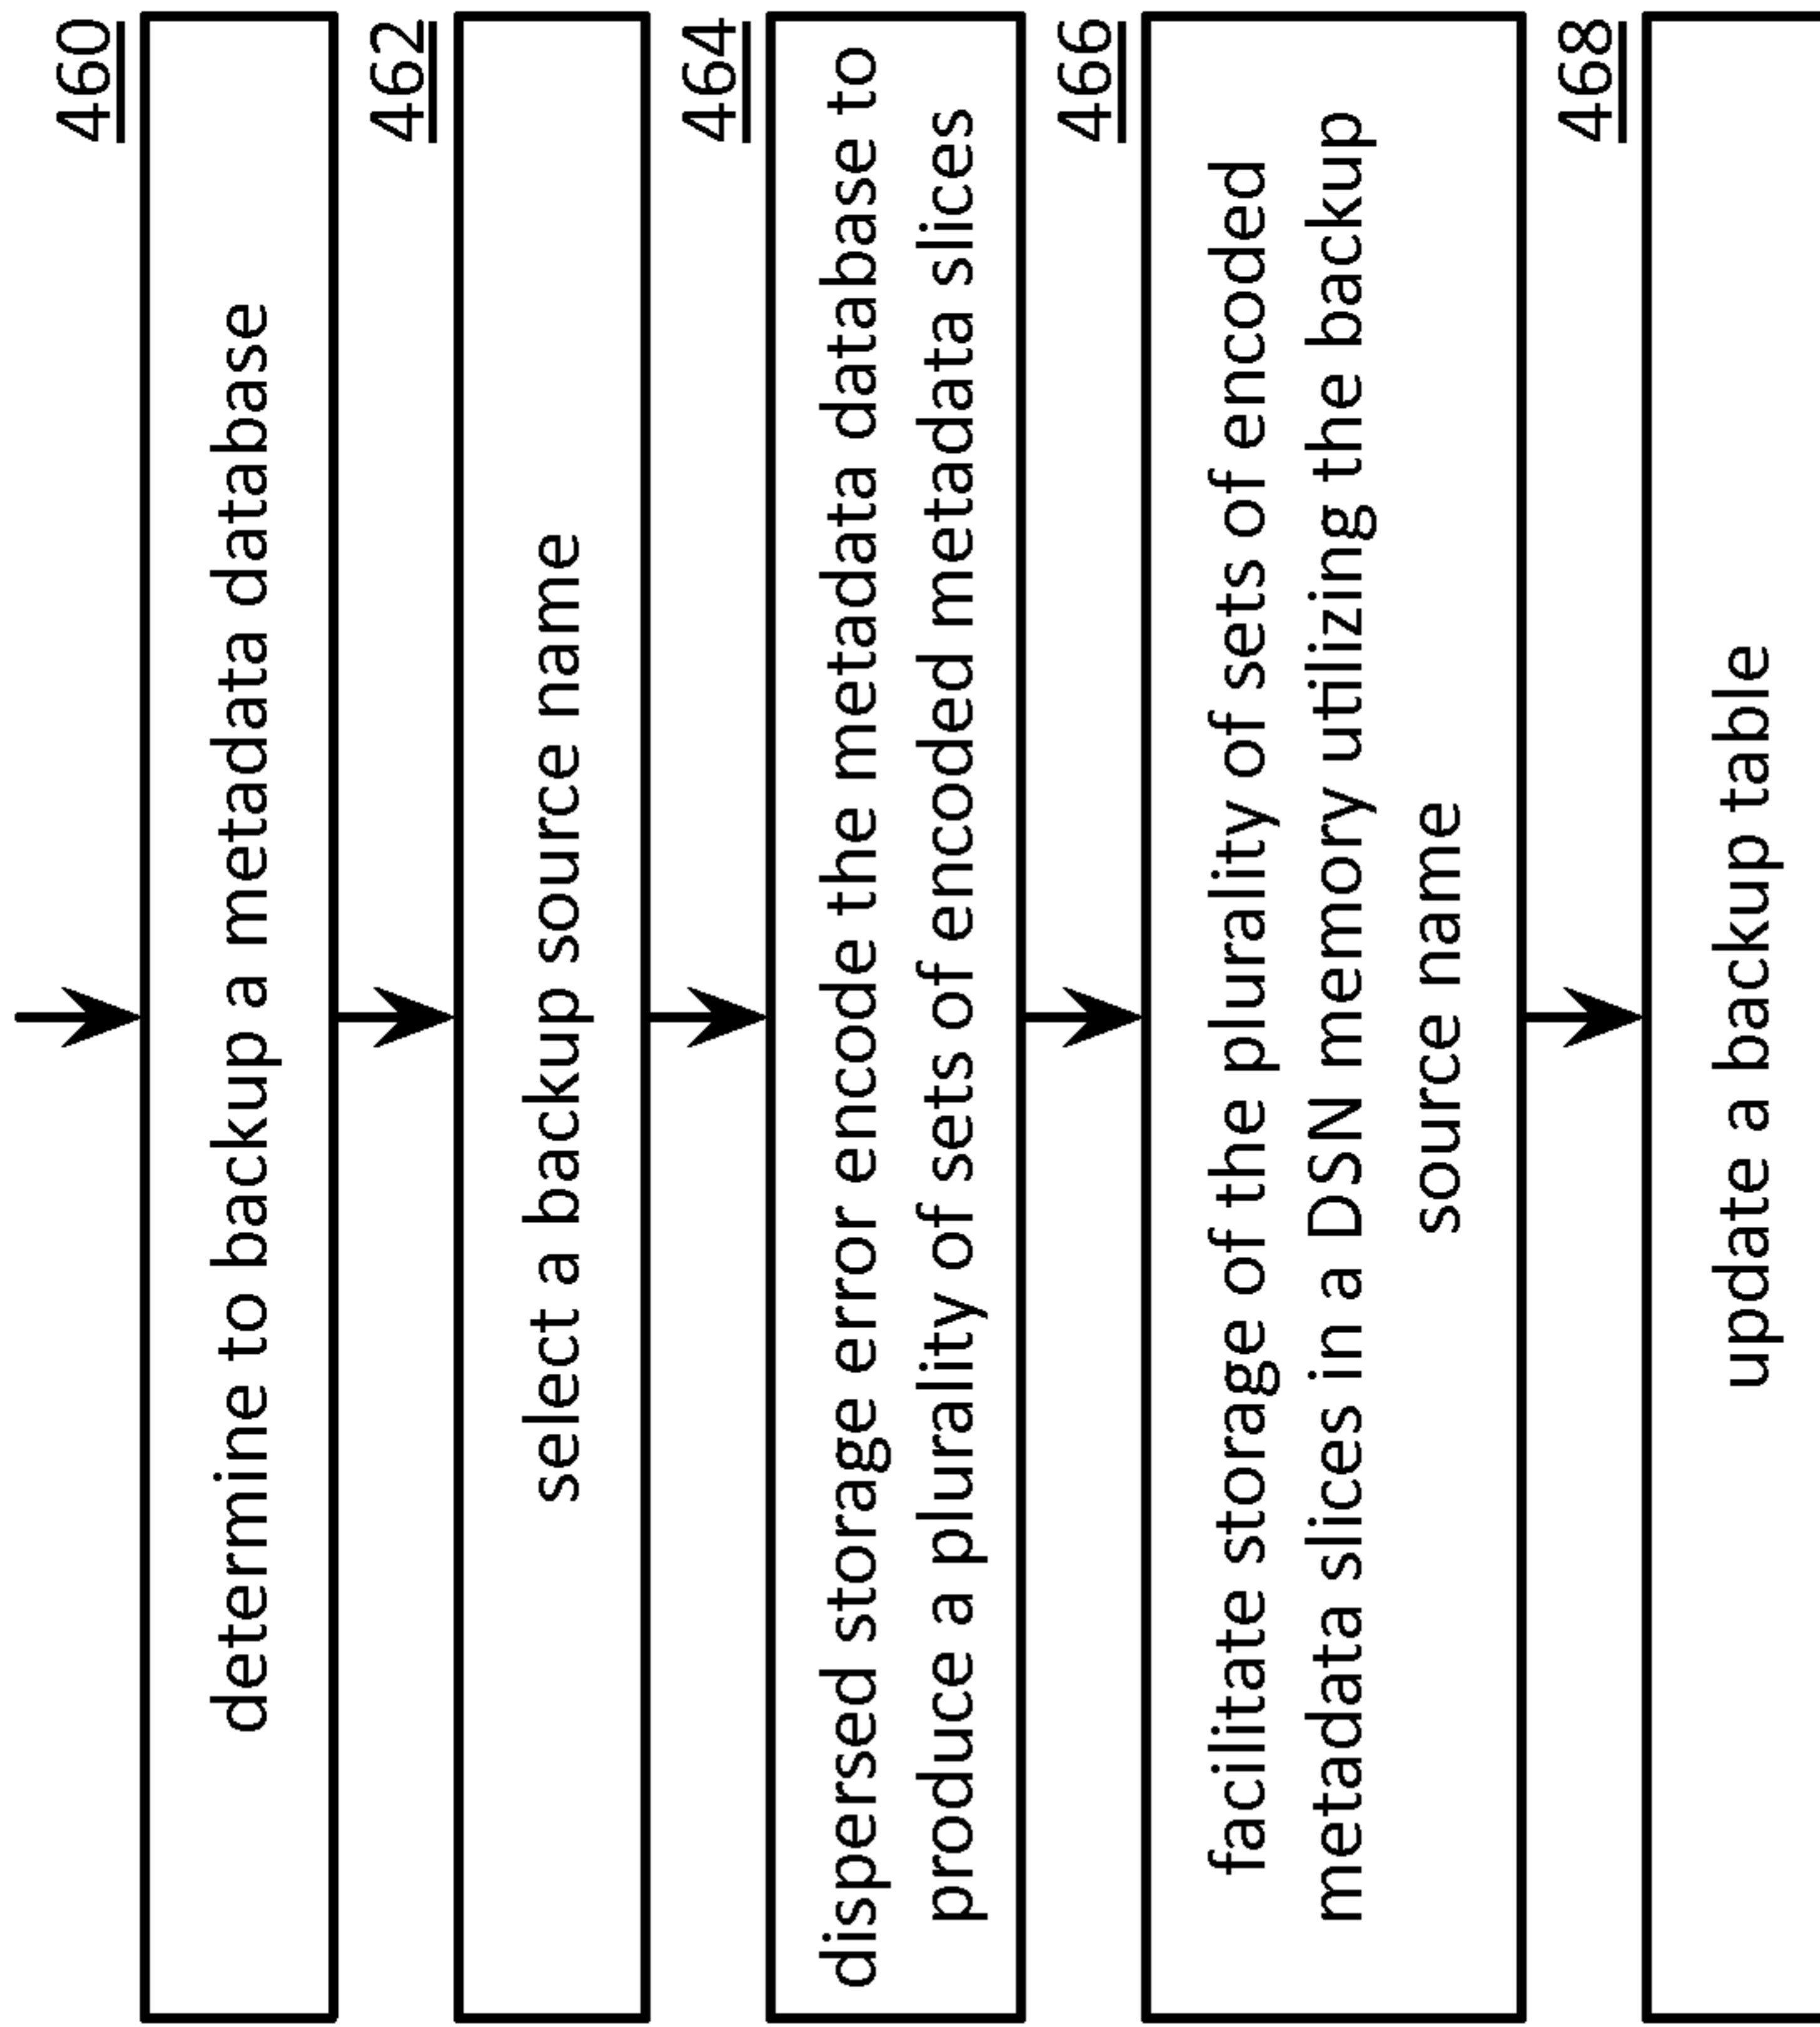 460
determine to backup a metadata database
462
select a backup source name
464
dispersed storage error encode the metadata database to
produce a plurality of sets of encoded metadata slices
466
facilitate storage of the plurality of sets of encoded
metadata slices in a DSN memory utilizing the backup
source name
468
update a backup table